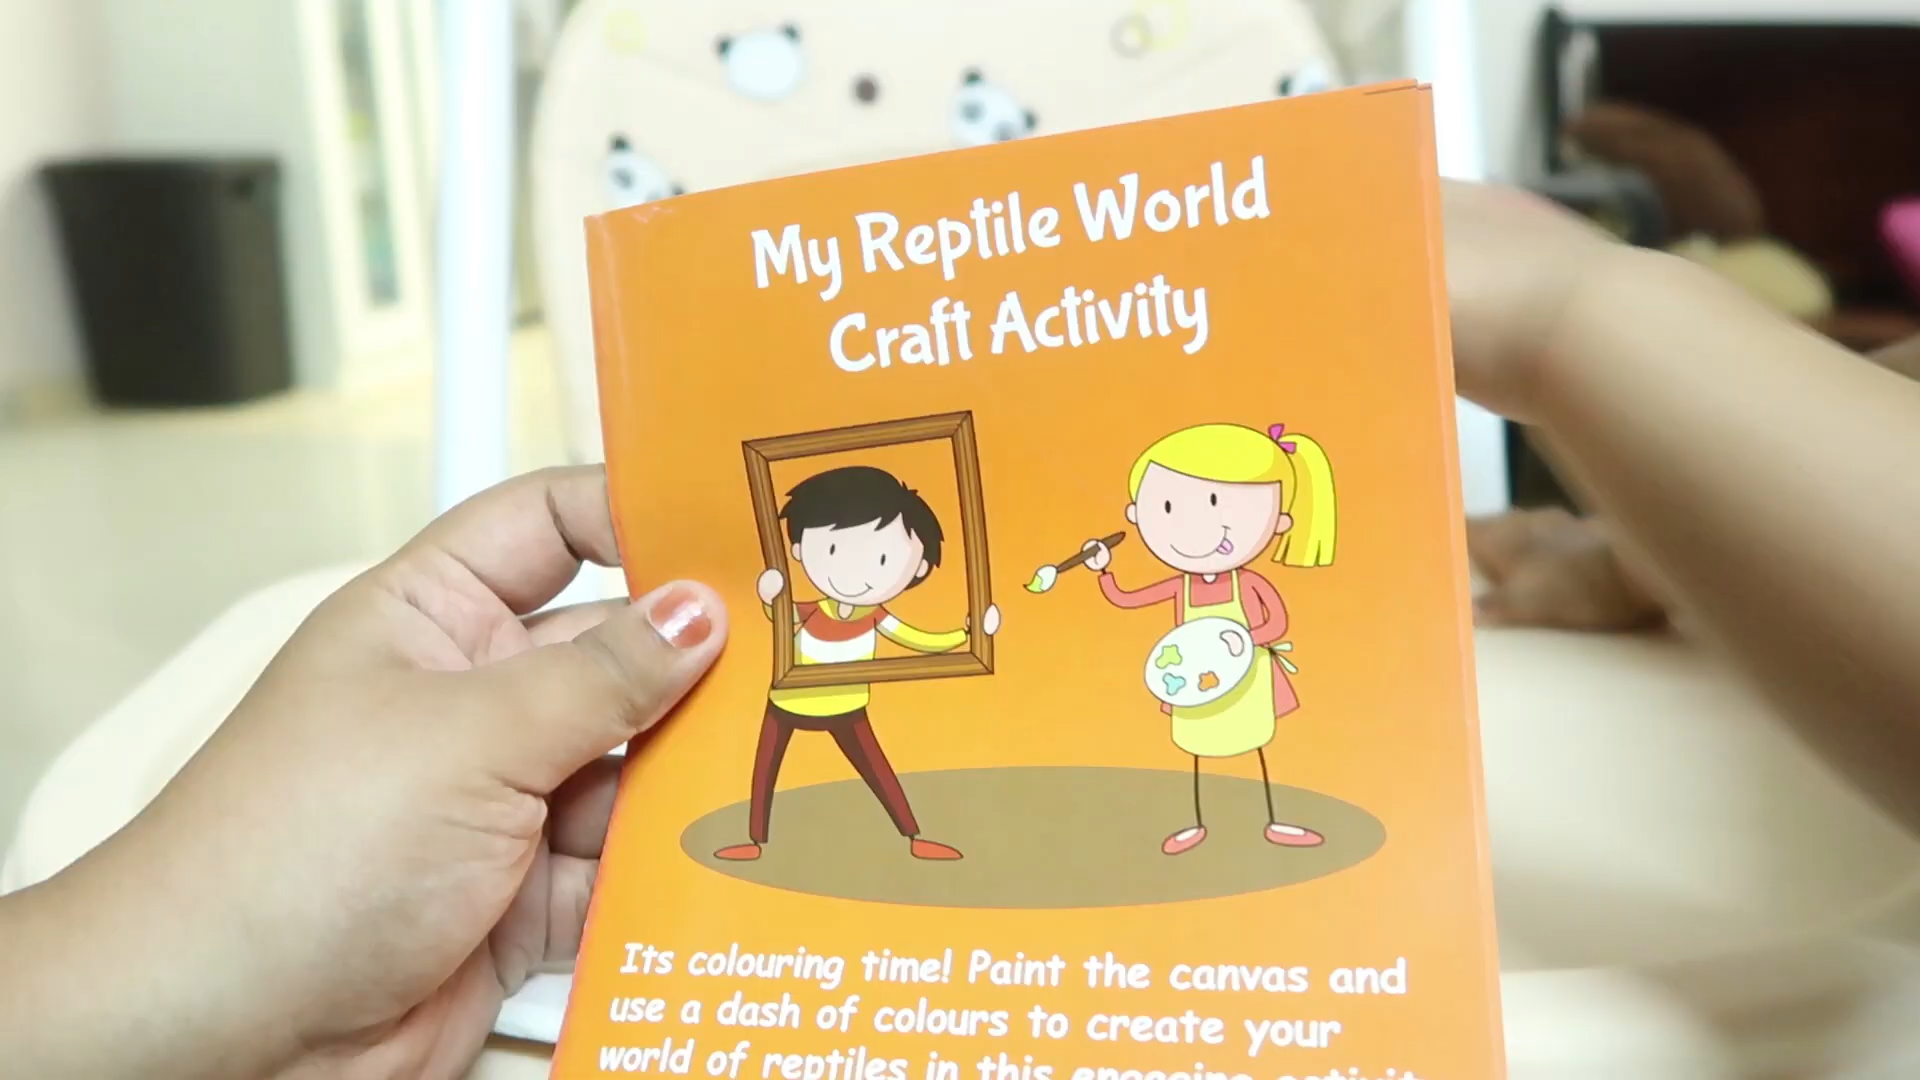 My Reptile World
Craft Activity
Its colouring time! Paint the canvas and
use a dash of colours to create your
world of reptiles in this engaging